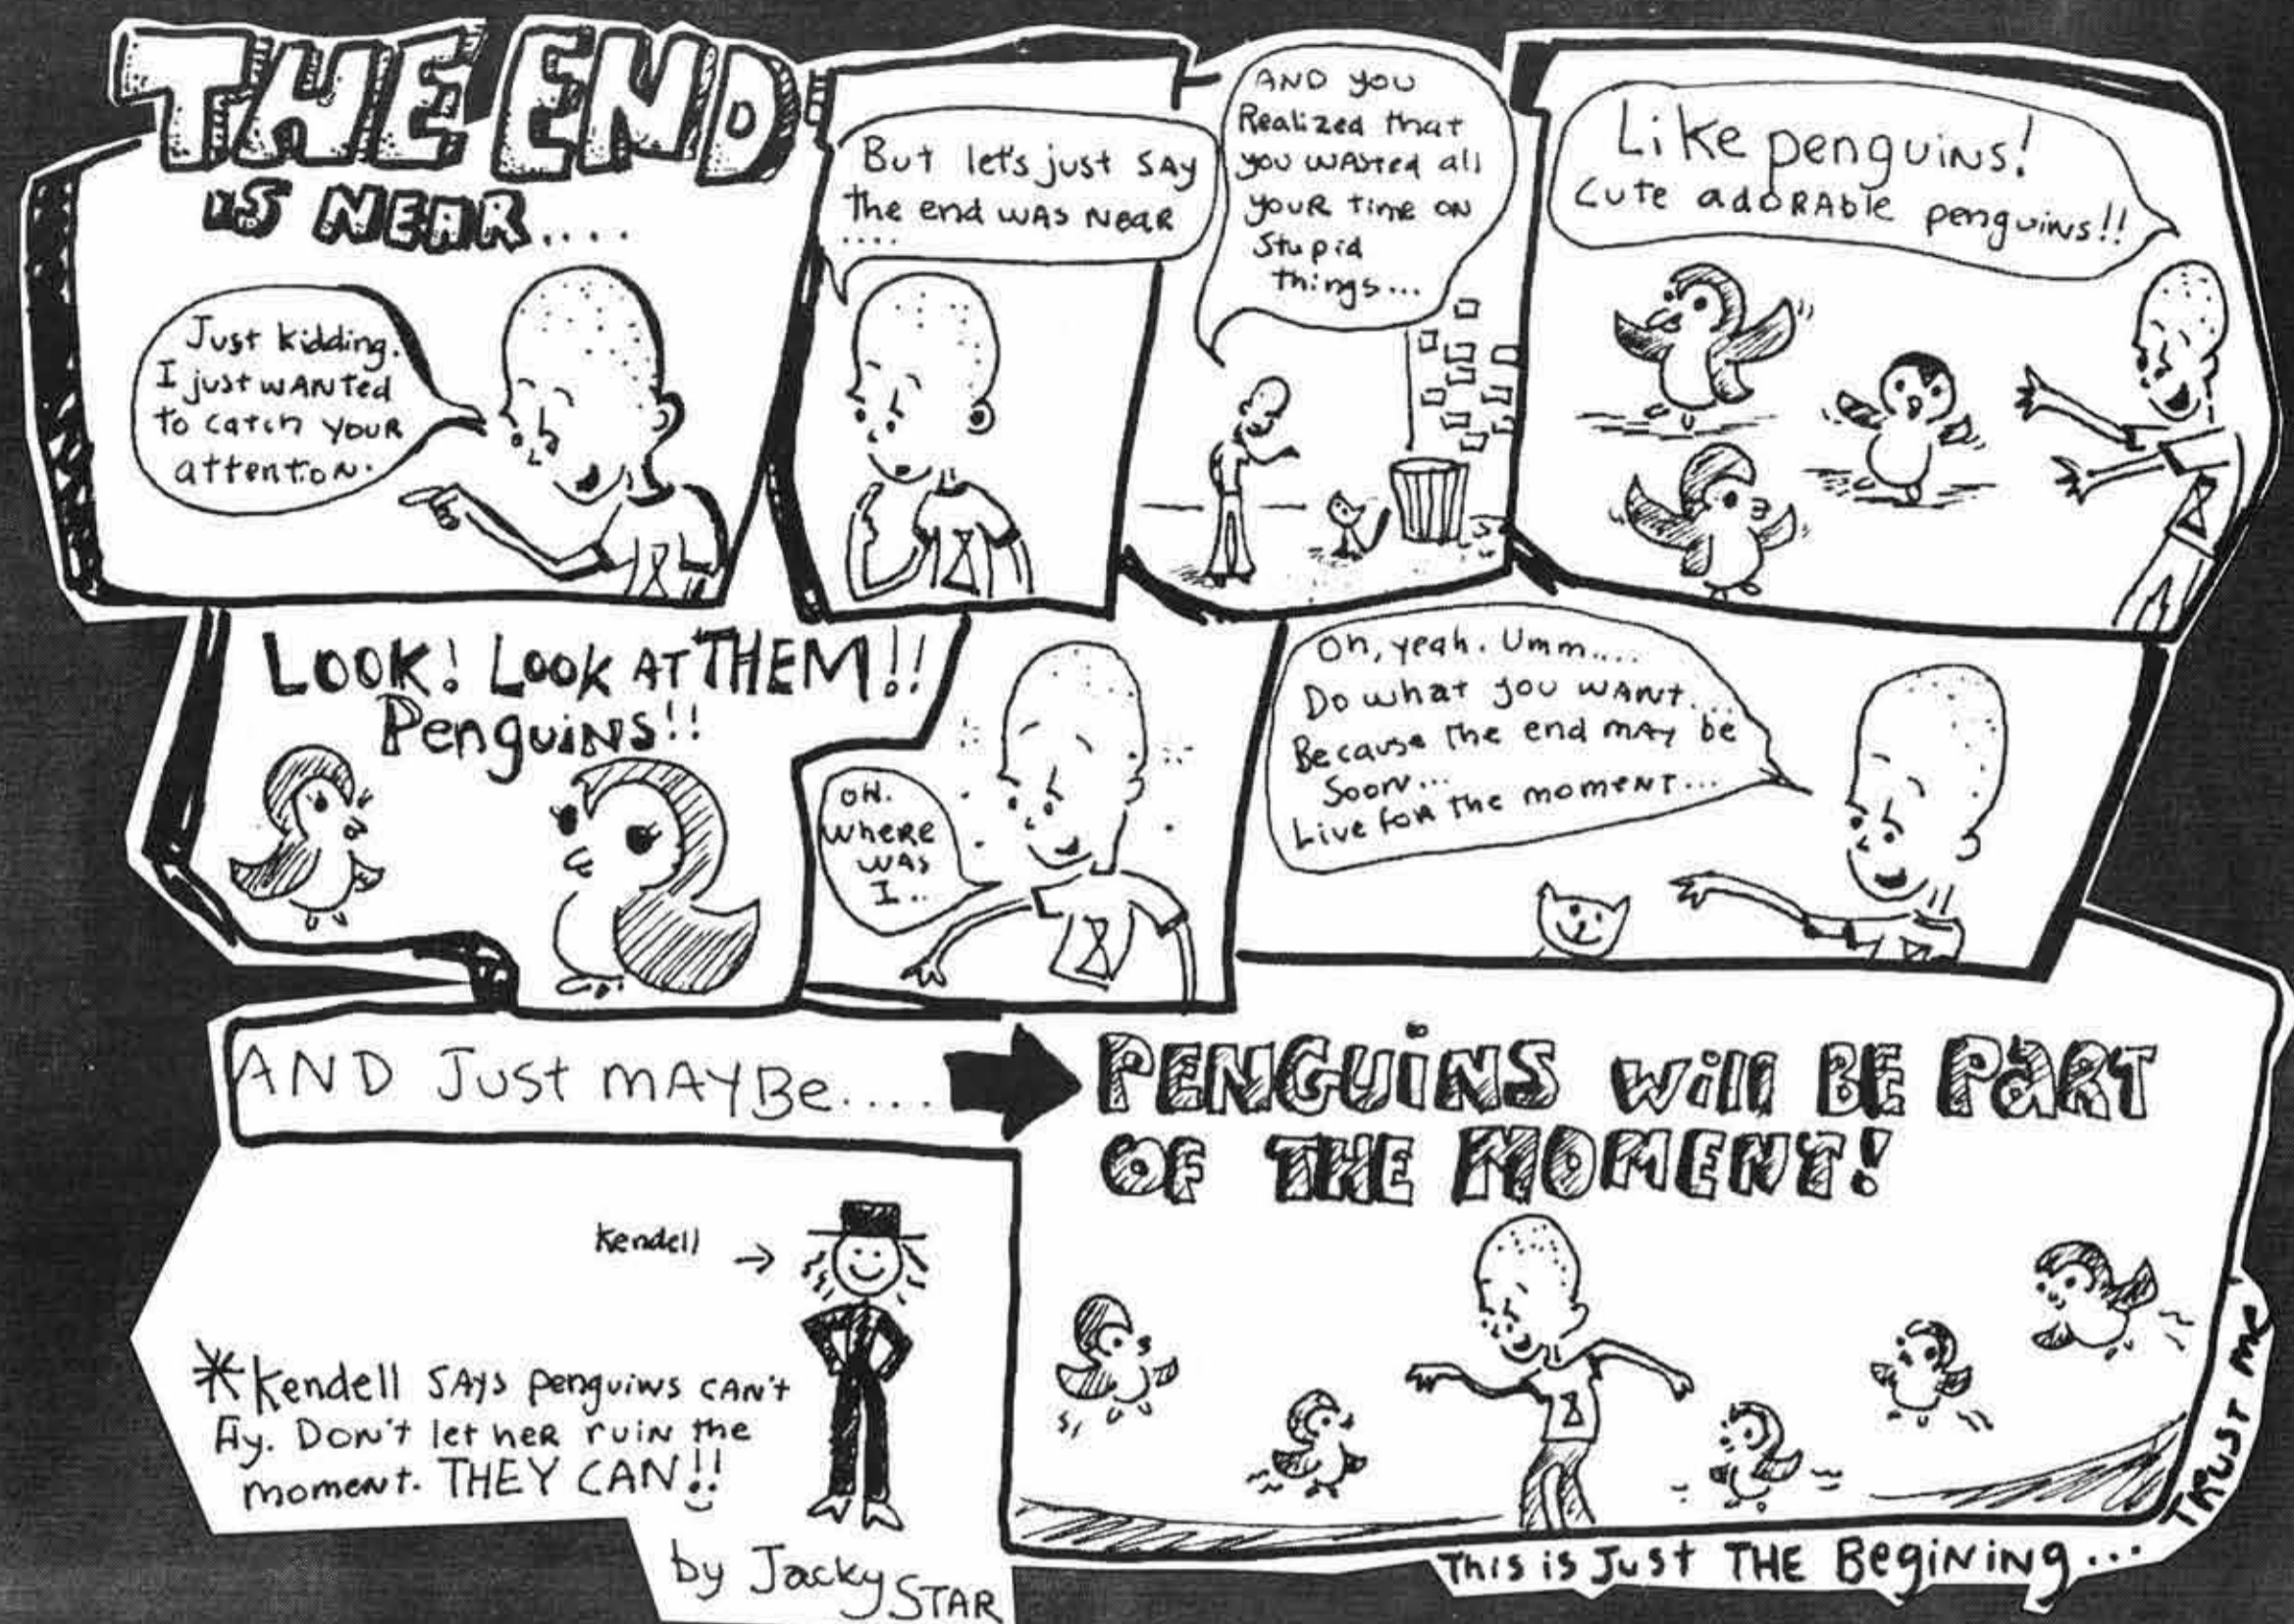 THE END
IS NEAR....
Just kidding.
I just WANTed
to catch YOUR
attention.
But let's just SAY
the end WAS NeaR
....
AND YOU
Realized that
you WASTed all
YOUR time ON
Stupid
things...
Like penguins!
Cute adORAble penguins!!
LOOK! LOOK AT THEM!!
PenguiNS!!
OH.
WHERE
WAS
I..
Oh, yeah. Umm....
Do what you WANT...
Because the end MAY be
Soon...
Live foR the momeNT...
AND JusT mAYBe....
PENGUiNS Will BE PaRT
OF THE MOMENT!
Kendell →
*Kendell SAYS penguiNs CAN't
fly. DoN't let heR ruiN the
momeNt. THEY CAN!!
by Jacky STAR
This is JusT THE BegiNiNg...
TRUST Me